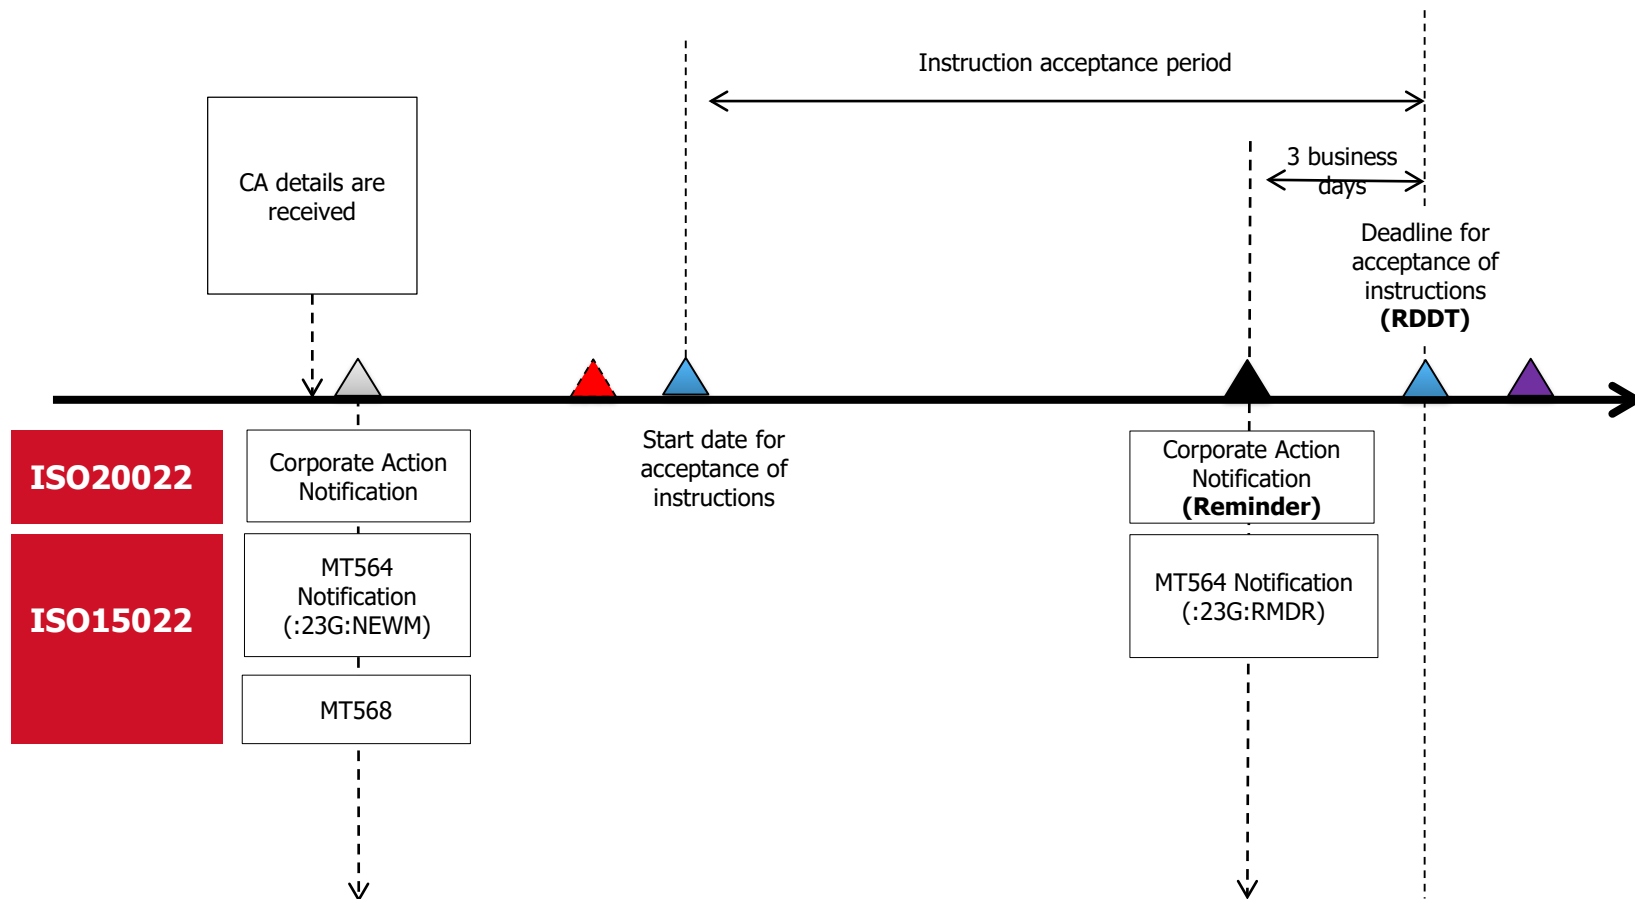 Instruction acceptance period
3 business
days
CA details are
received
Deadline for
acceptance of
instructions
(RDDT)
Start date for
acceptance of
instructions
ISO20022
Corporate Action
Notification
Corporate Action
Notification
(Reminder)
ISO15022
MT564
Notification
(:23G:NEWM)
MT564 Notification
(:23G:RMDR)
MT568